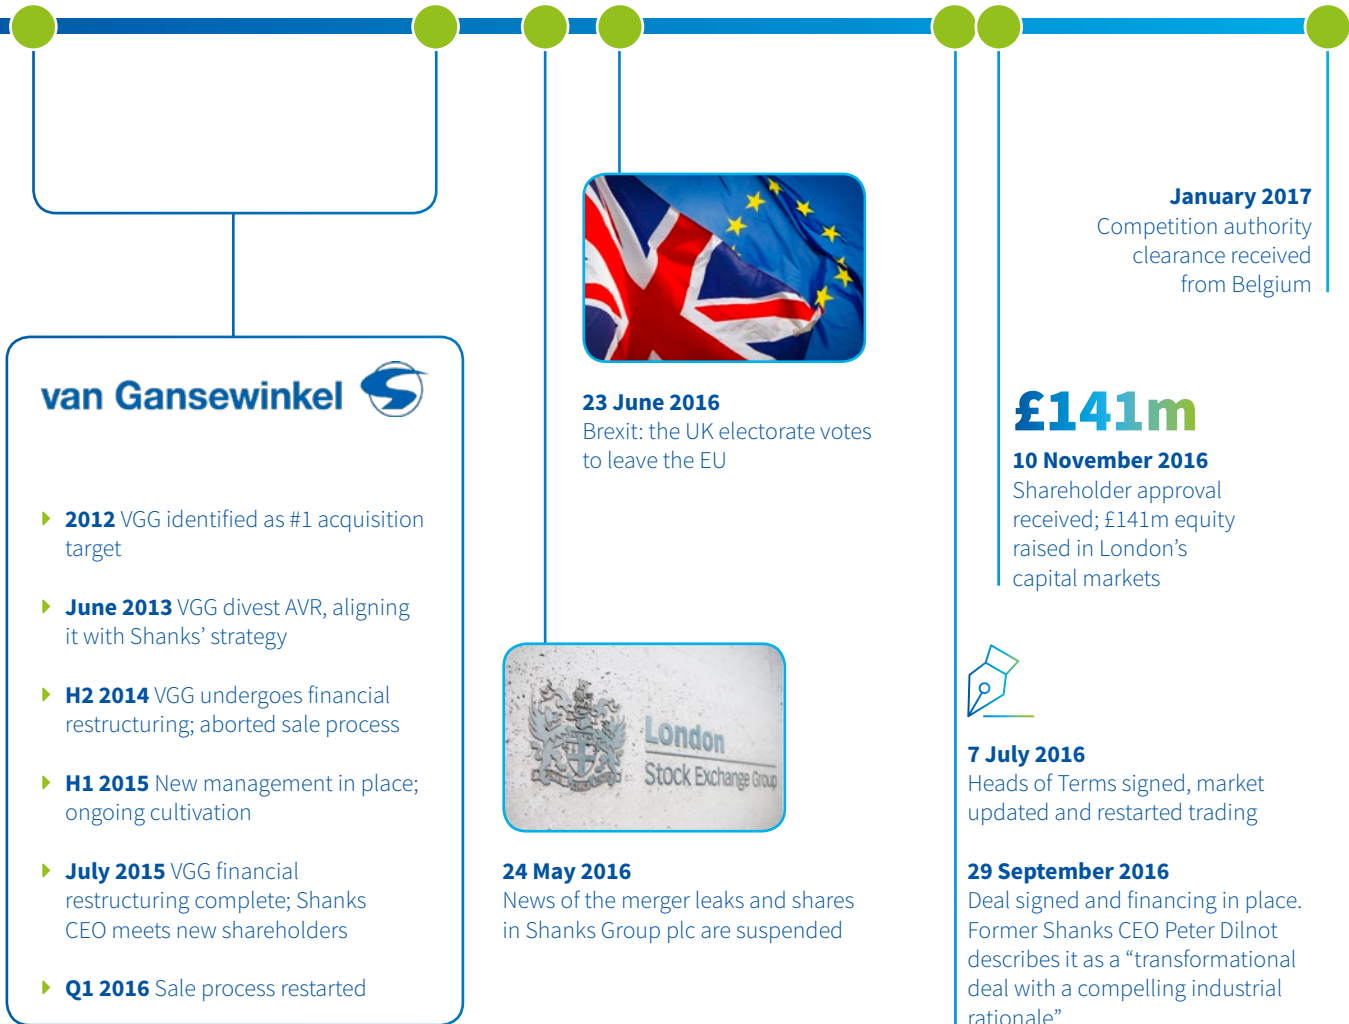 van Gansewinkel
2012 VGG identified as #1 acquisition
target
June 2013 VGG divest AVR, aligning
it with Shanks’ strategy
H2 2014 VGG undergoes financial
restructuring; aborted sale process
H1 2015 New management in place;
ongoing cultivation
July 2015 VGG financial
restructuring complete; Shanks
CEO meets new shareholders
Q1 2016 Sale process restarted
23 June 2016
Brexit: the UK electorate votes
to leave the EU
London
Stock Exchange Group
24 May 2016
News of the merger leaks and shares
in Shanks Group plc are suspended
January 2017
Competition authority
clearance received
from Belgium
£141m
10 November 2016
Shareholder approval
received; £141m equity
raised in London’s
capital markets
7 July 2016
Heads of Terms signed, market
updated and restarted trading
29 September 2016
Deal signed and financing in place.
Former Shanks CEO Peter Dilnot
describes it as a “transformational
deal with a compelling industrial
rationale”